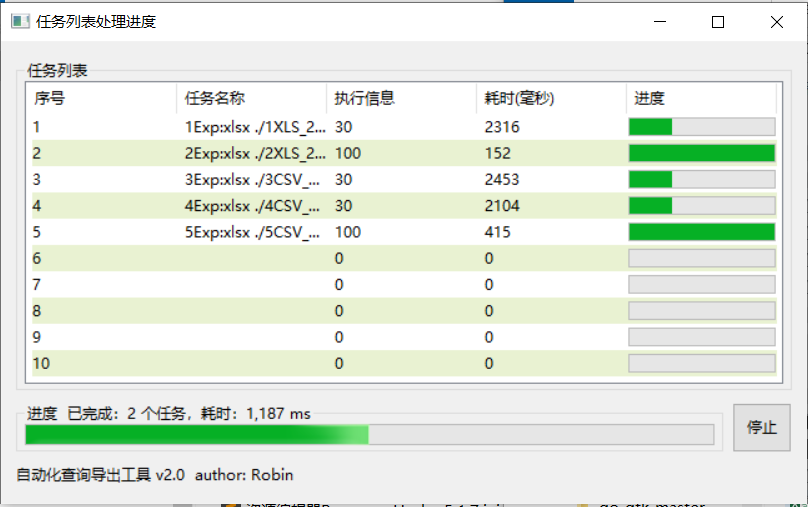 任务列表处理进度
任务列表
序号 任务名称 执行信息 耗时(毫秒) 进度
1 1Exp:xlsx ./1XLS_2... 30 2316
2 2Exp:xlsx ./2XLS_2... 100 152
3 3Exp:xlsx ./3CSV_... 30 2453
4 4Exp:xlsx ./4CSV_... 30 2104
5 5Exp:xlsx ./5CSV_... 100 415
6 0 0
7 0 0
8 0 0
9 0 0
10 0 0
进度 已完成：2 个任务，耗时：1,187 ms
停止
自动化查询导出工具 v2.0 author: Robin